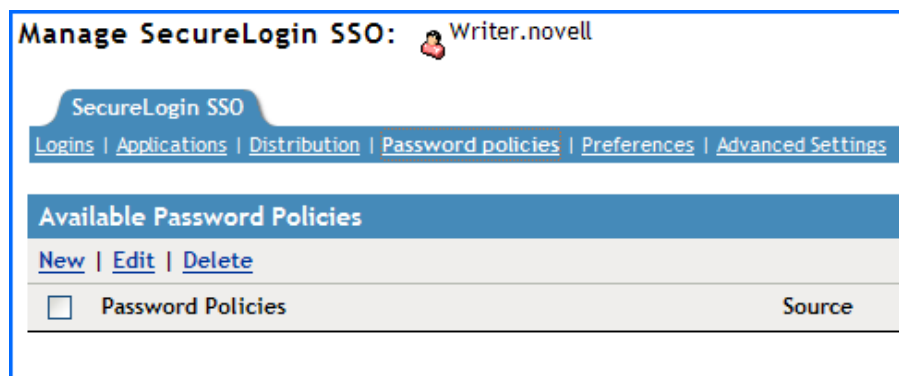 Manage SecureLogin SSO: Writer.novell
SecureLogin SSO
Logins | Applications | Distribution | Password policies | Preferences | Advanced Settings
Available Password Policies
New | Edit | Delete
Password Policies Source